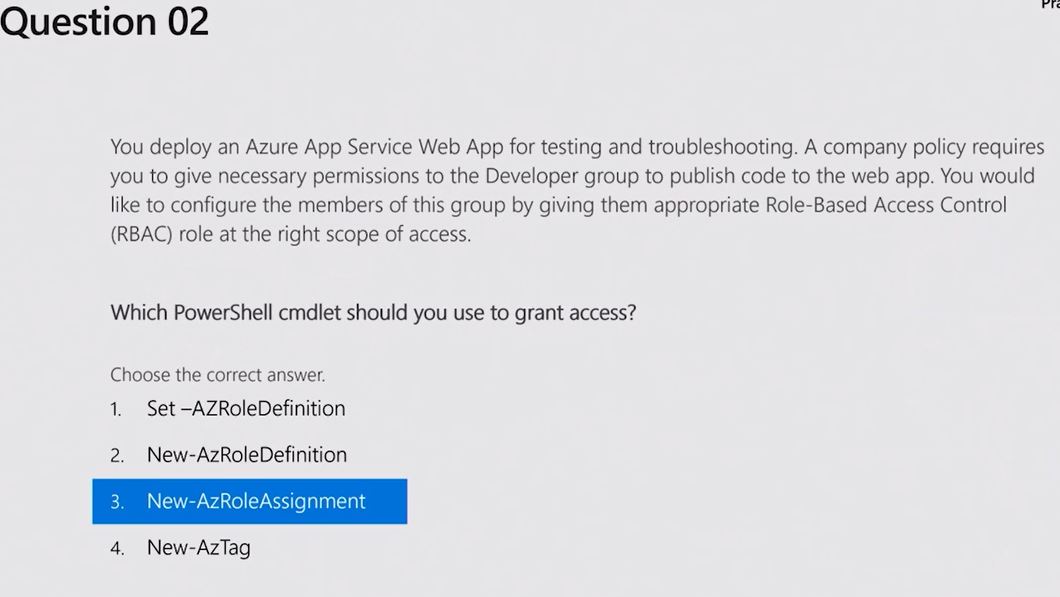 Question 02
You deploy an Azure App Service Web App for testing and troubleshooting. A company policy requires
you to give necessary permissions to the Developer group to publish code to the web app. You would
like to configure the members of this group by giving them appropriate Role-Based Access Control
(RBAC) role at the right scope of access.
Which PowerShell cmdlet should you use to grant access?
Choose the correct answer.
1. Set –AZRoleDefinition
2. New-AzRoleDefinition
3. New-AzRoleAssignment
4. New-AzTag